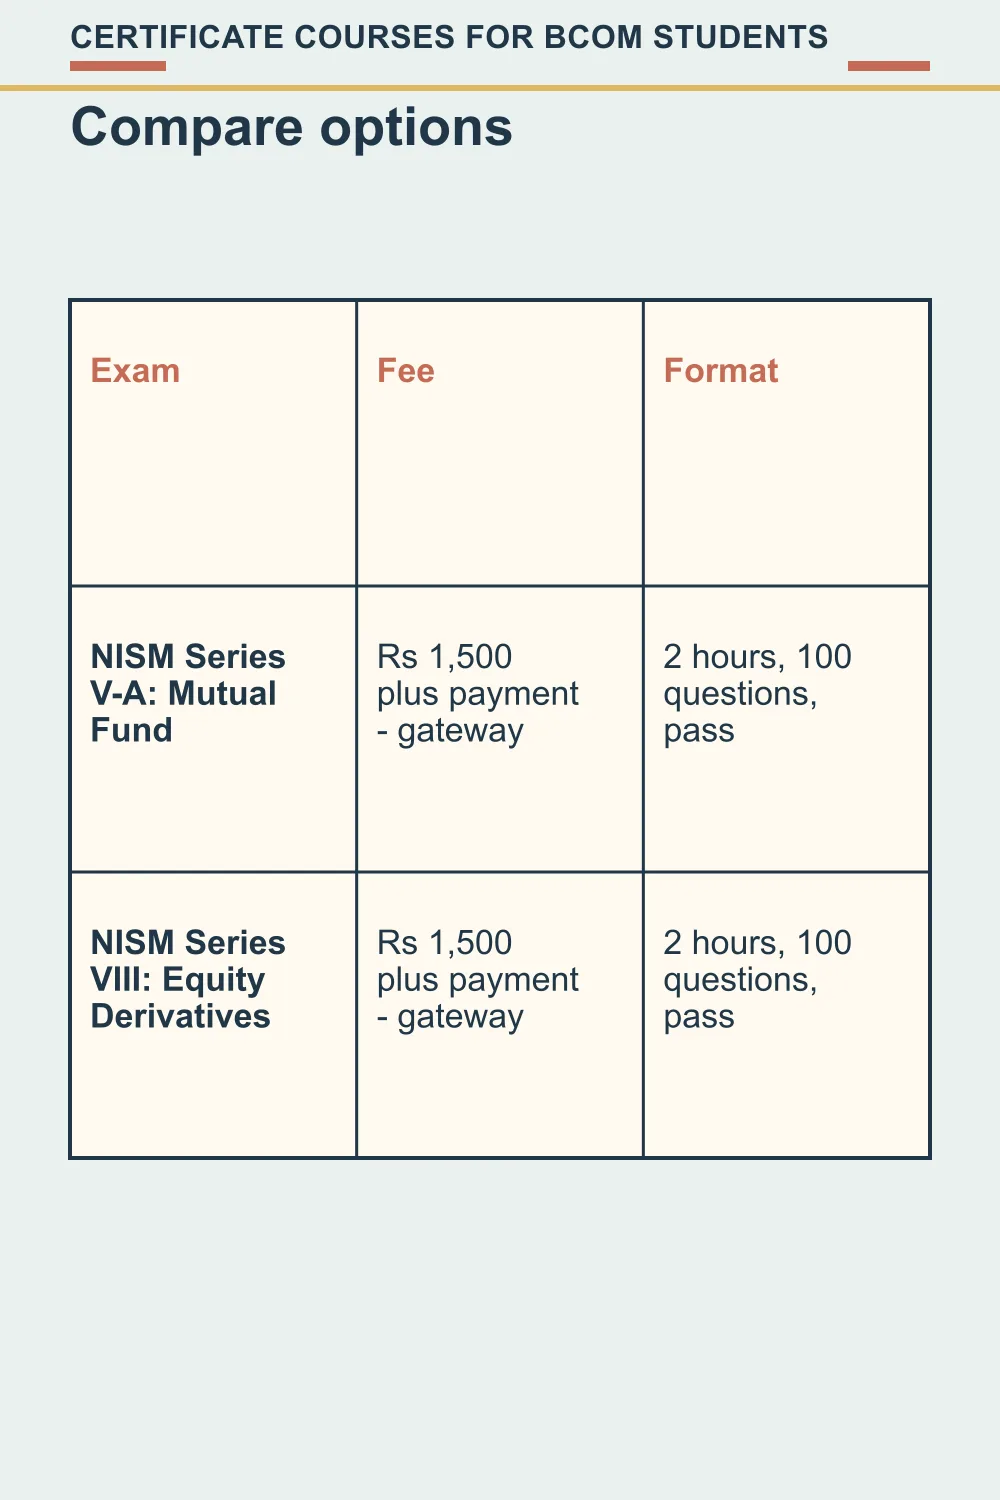 CERTIFICATE COURSES FOR BCOM STUDENTS
Compare options
Exam
Fee
Format
NISM Series
V-A: Mutual
Fund
Rs 1,500
plus payment
- gateway
2 hours, 100
questions,
pass
NISM Series
VIII: Equity
Derivatives
Rs 1,500
plus payment
- gateway
2 hours, 100
questions,
pass